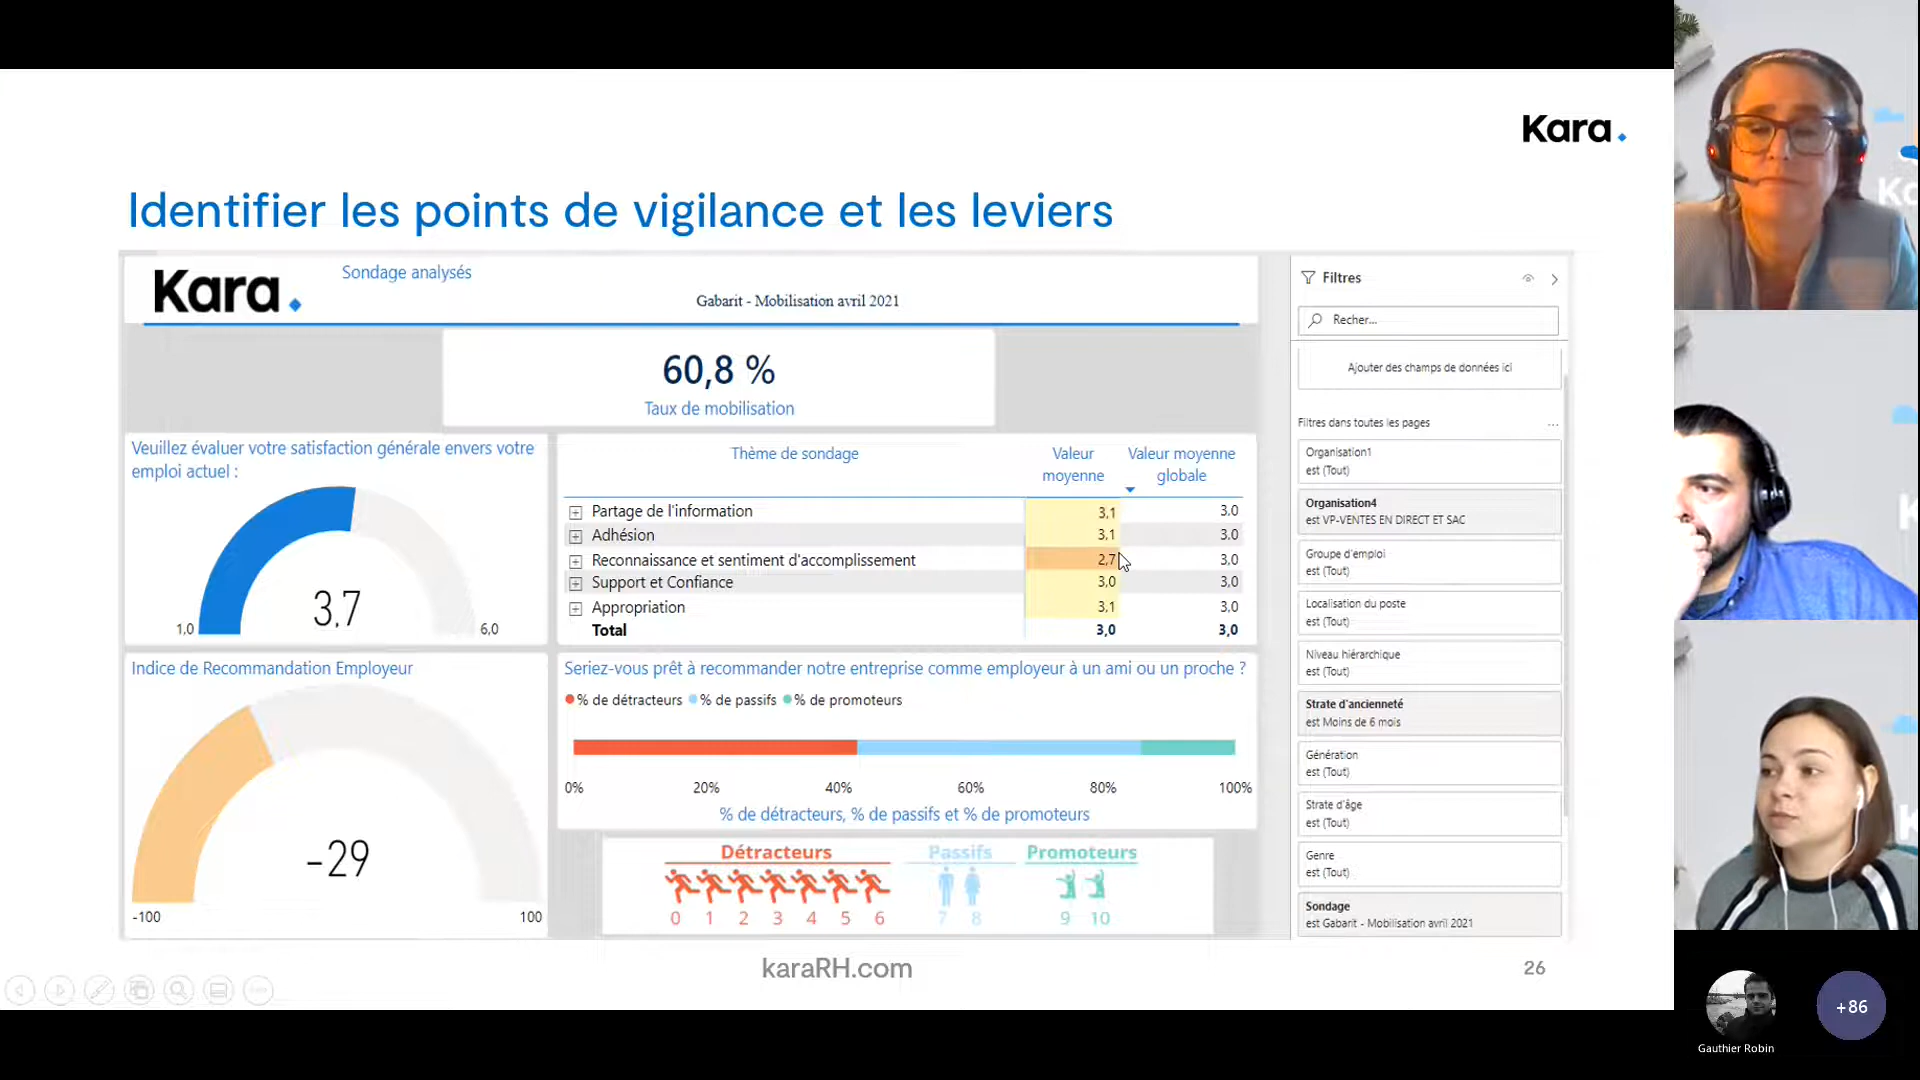 Kara.
Identifier les points de vigilance et les leviers
Kara.
Sondage analysés
Gabarit - Mobilisation avril 2021
60,8 %
Taux de mobilisation
Veuillez évaluer votre satisfaction générale envers votre
emploi actuel :
3,7
1,0
6,0
Thème de sondage
Valeur moyenne
Valeur moyenne globale
Partage de l'information 3,1 3,0
Adhésion 3,1 3,0
Reconnaissance et sentiment d'accomplissement 2,7 3,0
Support et Confiance 3,0 3,0
Appropriation 3,1 3,0
Total 3,0 3,0
Indice de Recommandation Employeur
-29
-100
100
Seriez-vous prêt à recommander notre entreprise comme employeur à un ami ou un proche ?
% de détracteurs % de passifs % de promoteurs
0% 20% 40% 60% 80% 100%
% de détracteurs, % de passifs et % de promoteurs
Détracteurs Passifs Promoteurs
0 1 2 3 4 5 6 7 8 9 10
Filtres
Recher...
Ajouter des champs de données ici
Filtres dans toutes les pages ...
Organisation1
est (Tout)
Organisation4
est VP-VENTES EN DIRECT ET SAC
Groupe d'emploi
est (Tout)
Localisation du poste
est (Tout)
Niveau hiérarchique
est (Tout)
Strate d'ancienneté
est Moins de 6 mois
Génération
est (Tout)
Strate d'âge
est (Tout)
Genre
est (Tout)
Sondage
est Gabarit - Mobilisation avril 2021
karaRH.com
26
Gauthier Robin
+86